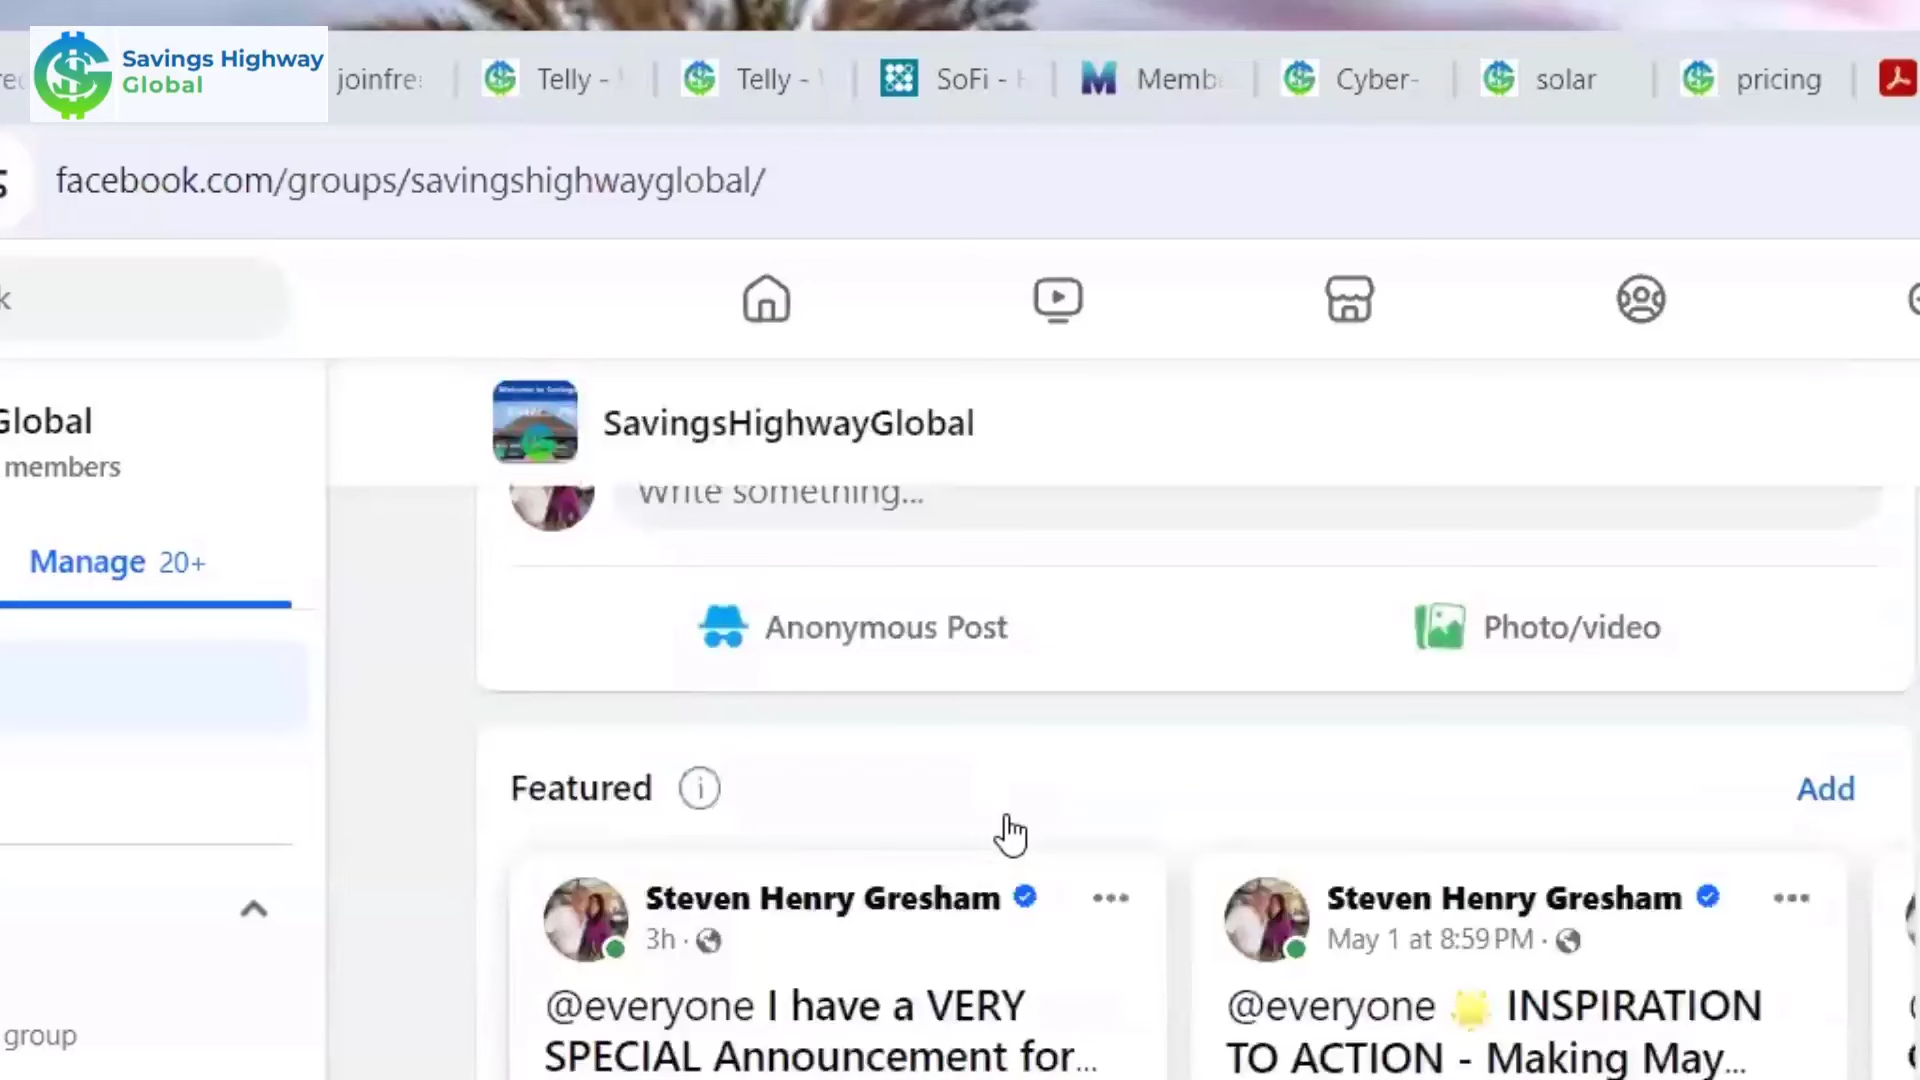 Savings Highway
Global
joinfre
Telly -
Telly -
SoFi -
Memb
Cyber-
solar
pricing
facebook.com/groups/savingshighwayglobal/
k
Global
members
SavingsHighwayGlobal
Write something...
Manage 20+
Anonymous Post
Photo/video
Featured
Add
Steven Henry Gresham
3h ·
@everyone I have a VERY
SPECIAL Announcement for...
Steven Henry Gresham
May 1 at 8:59 PM ·
@everyone 🌟 INSPIRATION
TO ACTION - Making May...
group